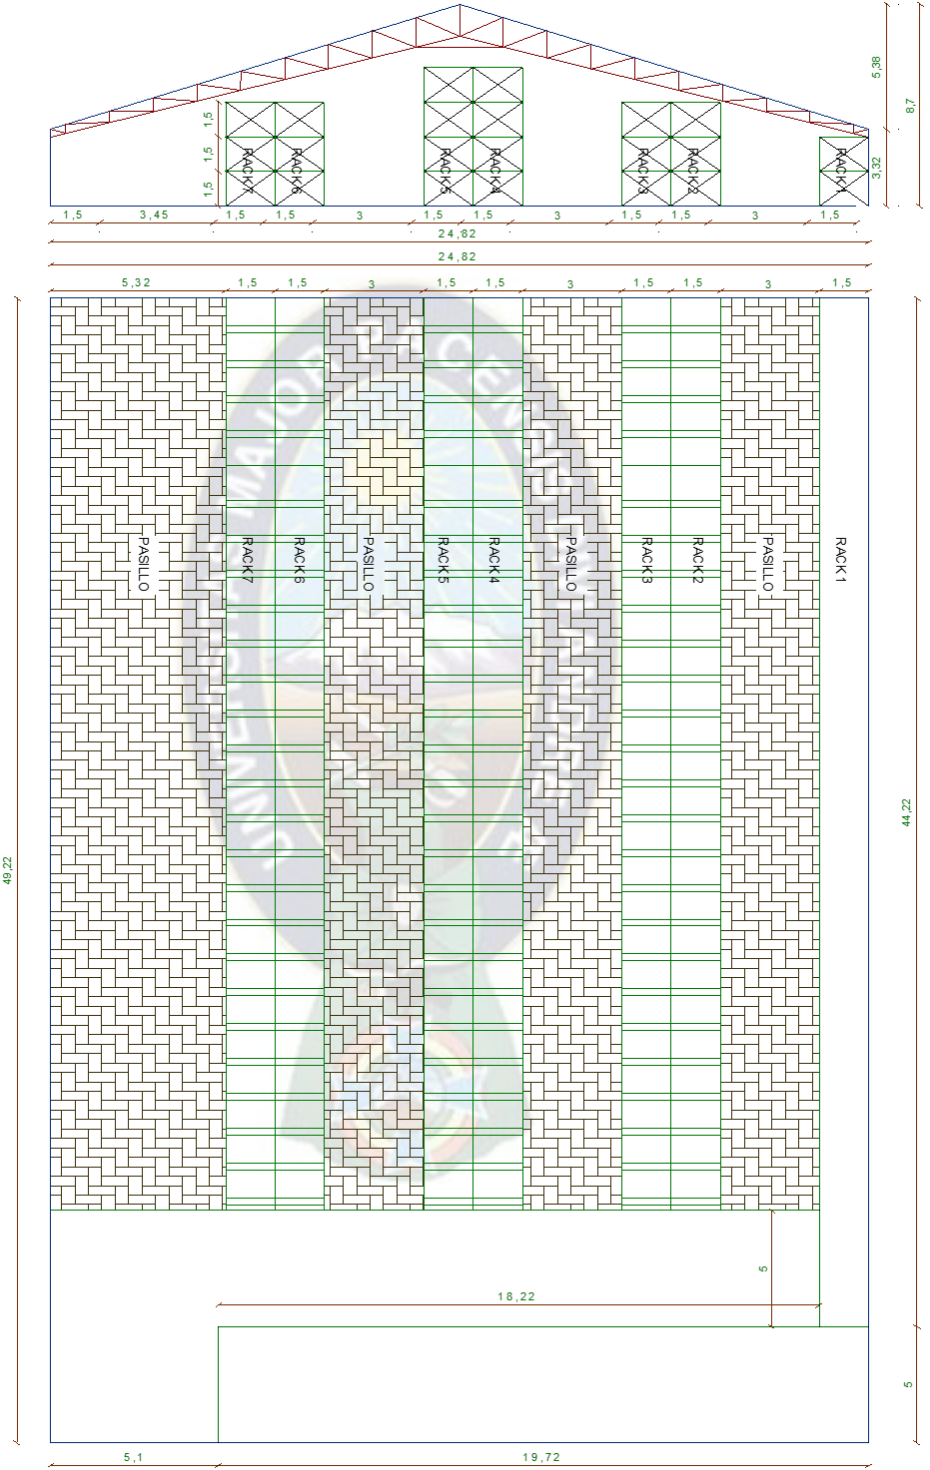 5,38
8,7
3,32
1,5
1,5
1,5
RACK7
RACK6
RACK5
RACK4
RACK3
RACK2
RACK1
1,5 3,45 1,5 1,5 3 1,5 1,5 3 1,5 1,5 3 1,5
24,82
24,82
5,32 1,5 1,5 3 1,5 1,5 3 1,5 1,5 3 1,5
PASILLO
RACK7
RACK6
PASILLO
RACK5
RACK4
PASILLO
RACK3
RACK2
PASILLO
RACK1
49,22
44,22
5
18,22
5
5,1 19,72